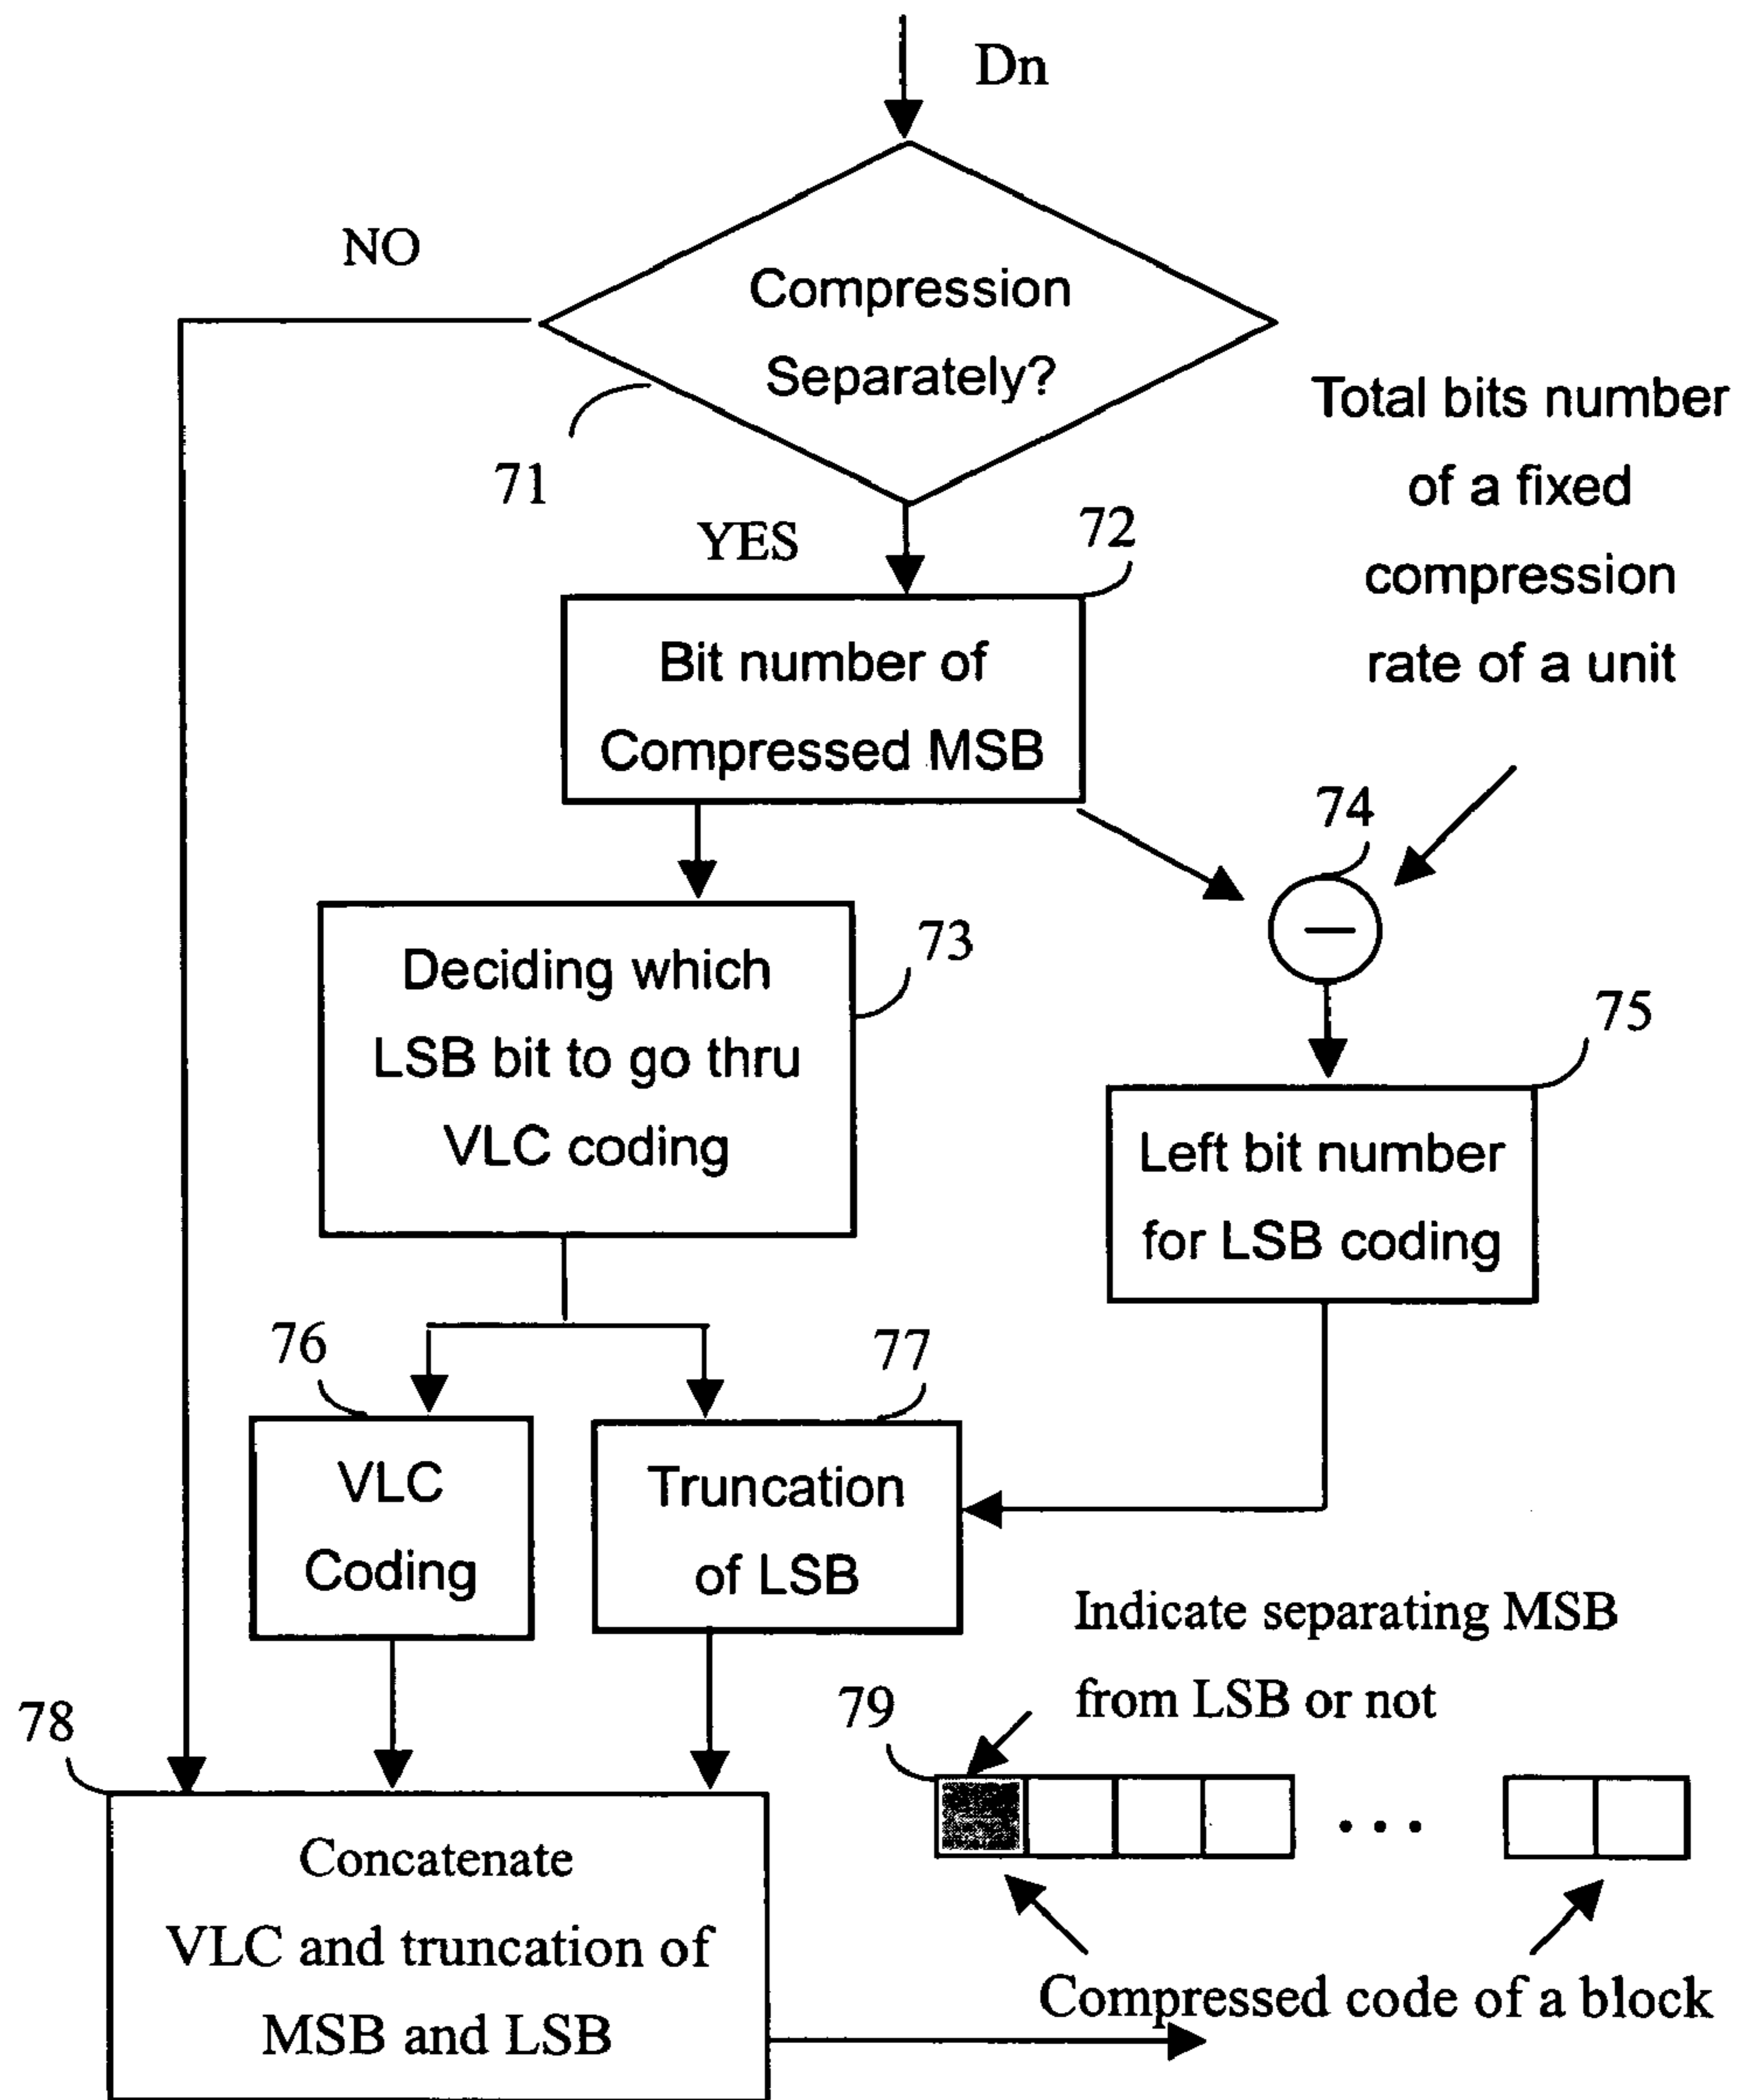 Dn
NO
Compression
Separately?
71
Total bits number
of a fixed
compression
rate of a unit
YES
72
Bit number of
Compressed MSB
74
73
Deciding which
LSB bit to go thru
VLC coding
75
Left bit number
for LSB coding
76
77
VLC
Coding
Truncation
of LSB
Indicate separating MSB
from LSB or not
78
79
Concatenate
VLC and truncation of
MSB and LSB
Compressed code of a block